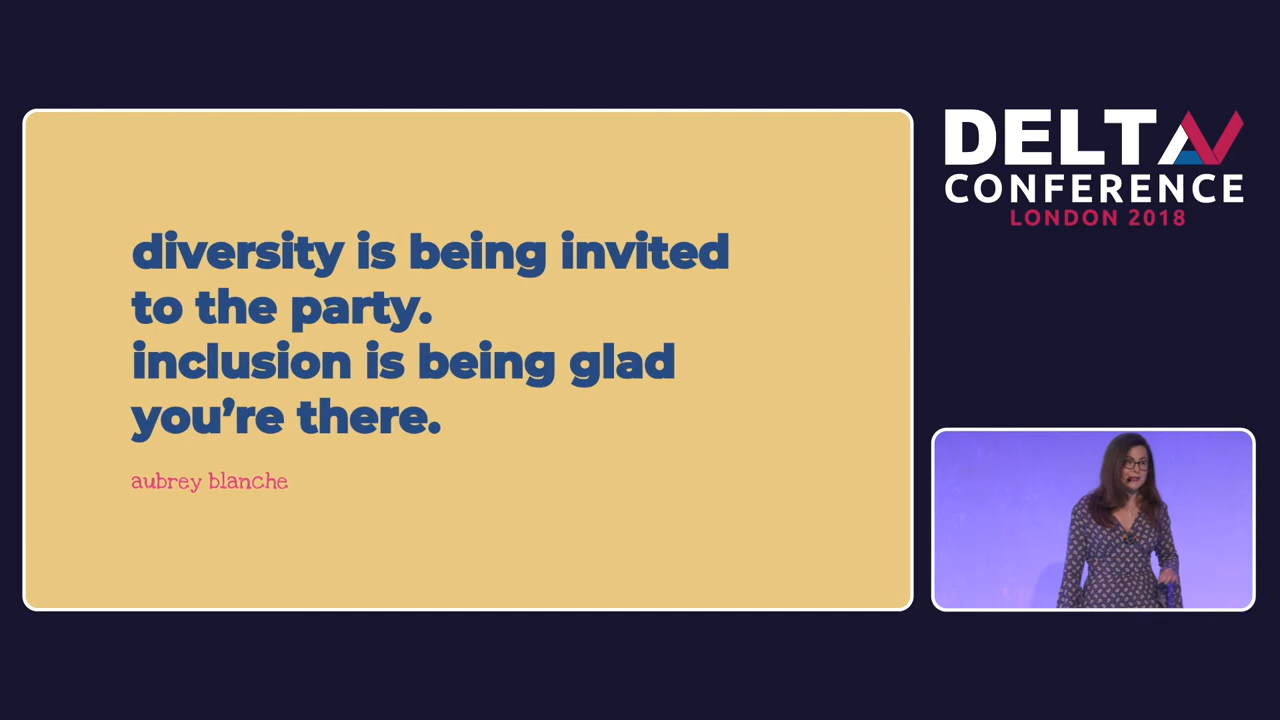 diversity is being invited
to the party.
inclusion is being glad
you're there.
aubrey blanche
DELTA V
CONFERENCE
LONDON 2018